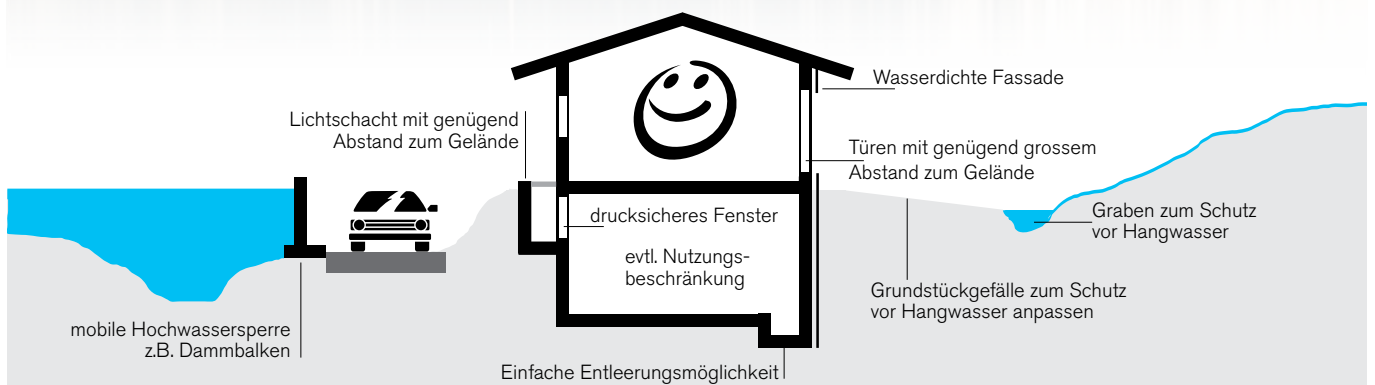 Wasserdichte Fassade
Lichtschacht mit genügend
Abstand zum Gelände
Türen mit genügend grossem
Abstand zum Gelände
drucksicheres Fenster
Graben zum Schutz
vor Hangwasser
evtl. Nutzungs-
beschränkung
Grundstückgefälle zum Schutz
vor Hangwasser anpassen
mobile Hochwassersperre
z.B. Dammbalken
Einfache Entleerungsmöglichkeit